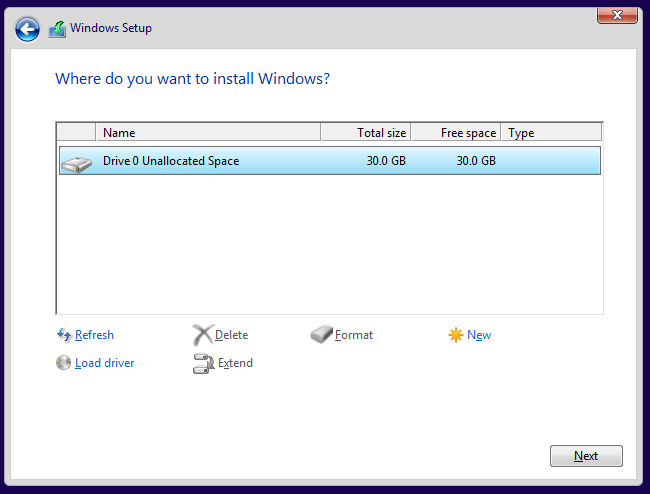 Windows Setup
Where do you want to install Windows?
Name Total size Free space Type
Drive 0 Unallocated Space 30.0 GB 30.0 GB
Refresh Delete Format New
Load driver Extend
Next